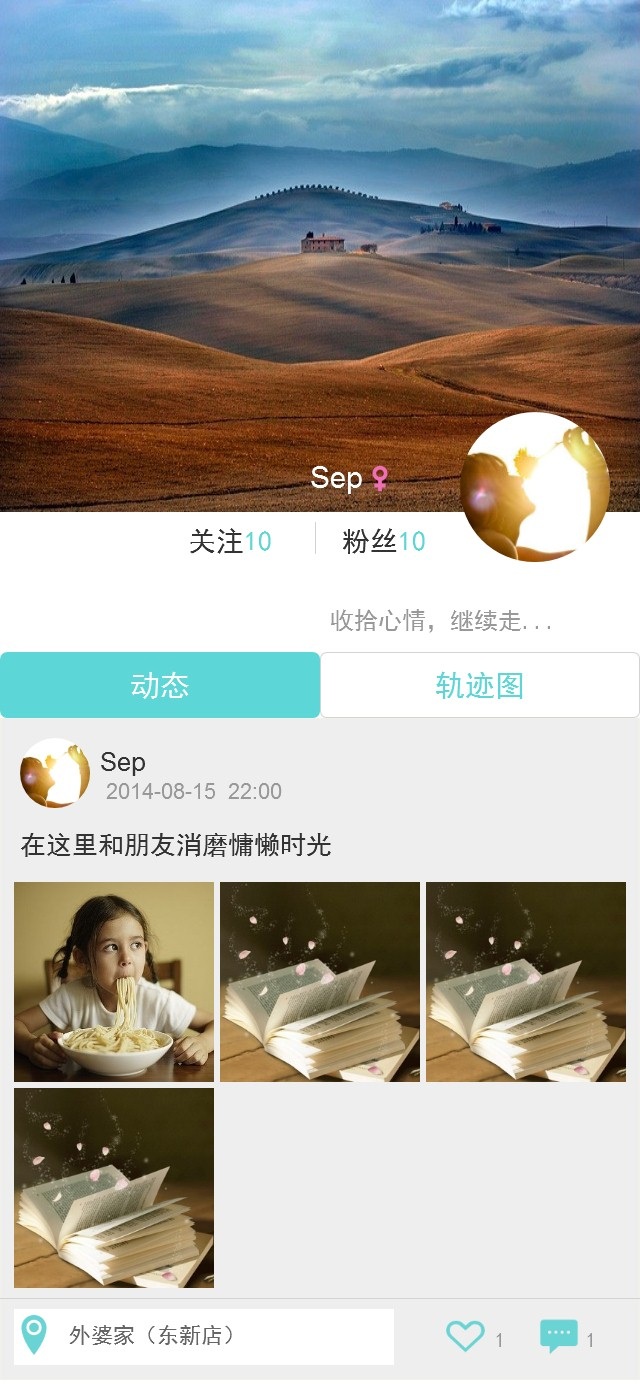 Sep
关注10 粉丝10
收拾心情，继续走...
动态 轨迹图
Sep
2014-08-15 22:00
在这里和朋友消磨慵懒时光
外婆家（东新店） 1 1